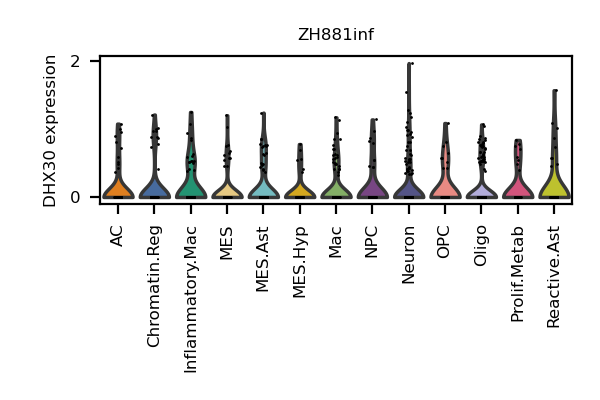 ZH881inf
DHX30 expression
2
0
AC
Chromatin.Reg
Inflammatory.Mac
MES
MES.Ast
MES.Hyp
Mac
NPC
Neuron
OPC
Oligo
Prolif.Metab
Reactive.Ast